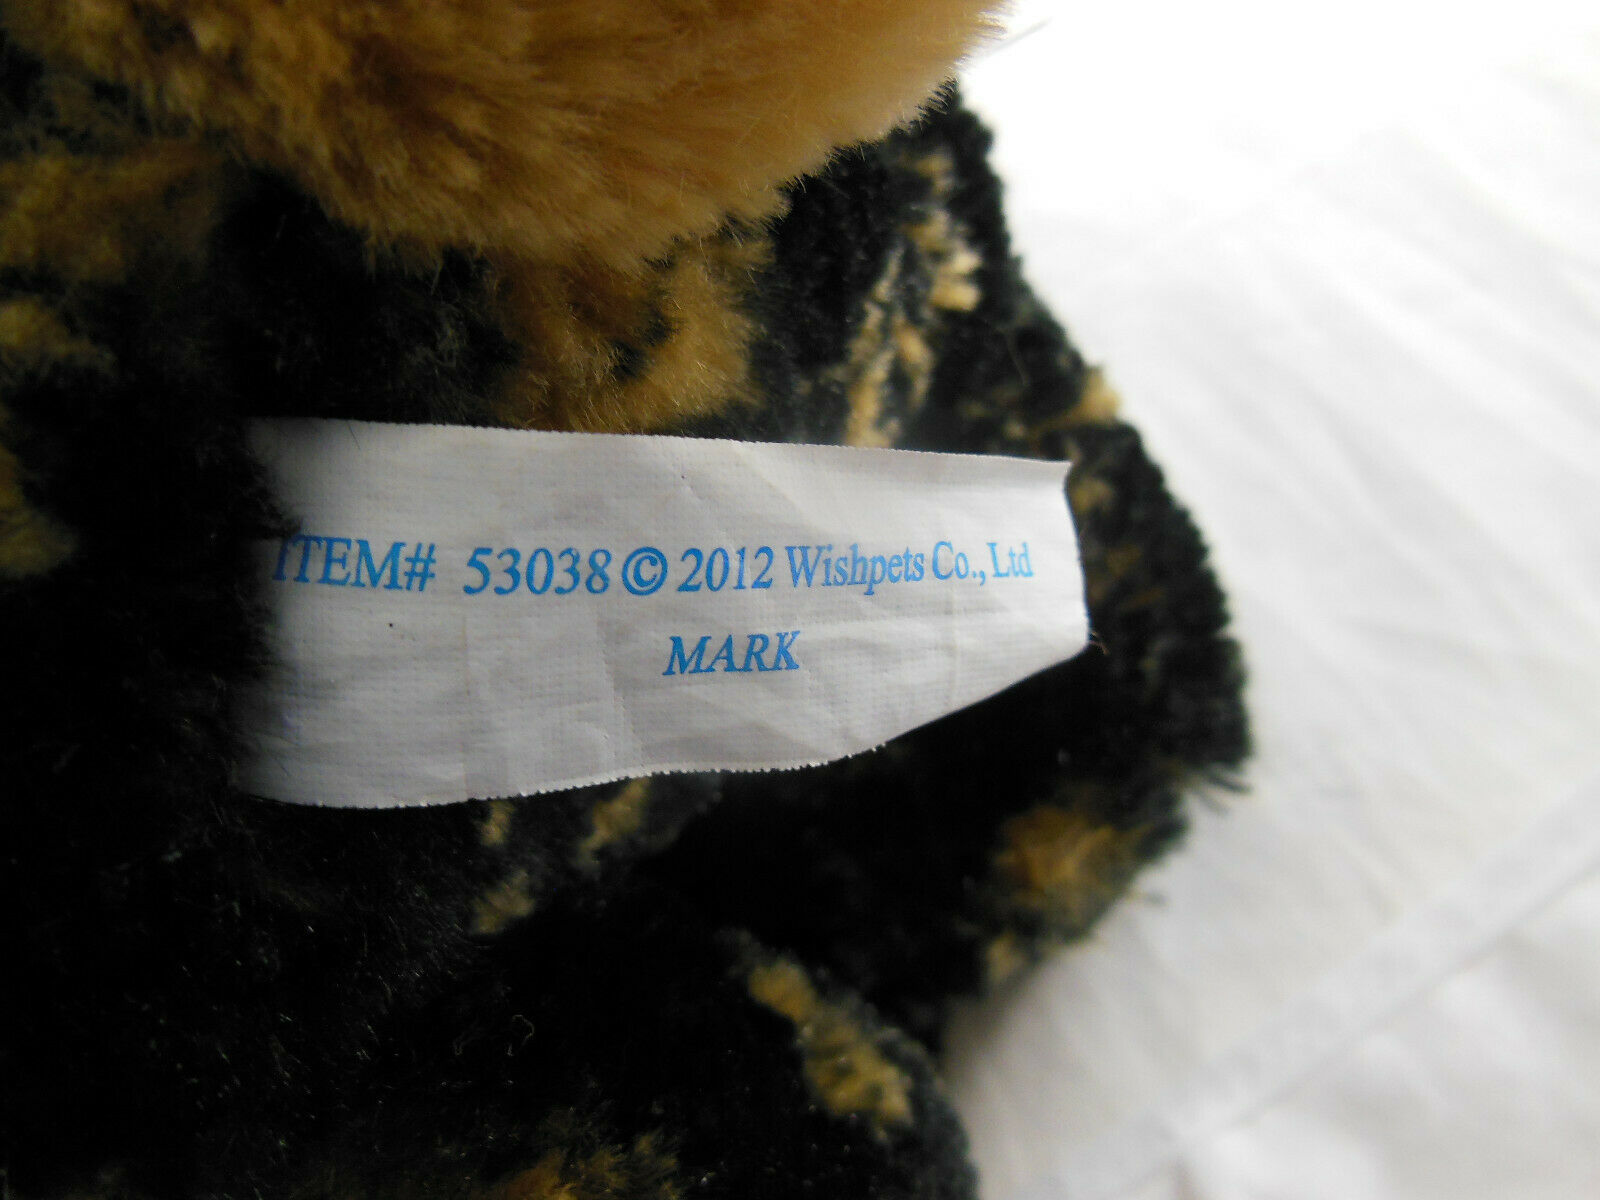 ITEM# 53038 © 2012 Wishpets Co., Ltd
MARK